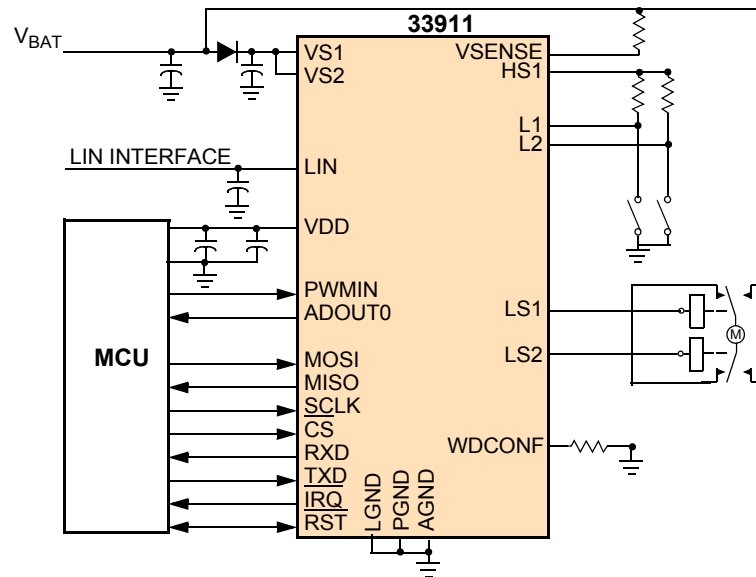 33911
V_BAT
VS1
VS2
VSENSE
HS1
L1
L2
LIN INTERFACE
LIN
VDD
PWMIN
ADOUT0
LS1
M
MCU
MOSI
LS2
MISO
SCLK
CS
RXD
WDCONF
TXD
IRQ
RST
LGND
PGND
AGND